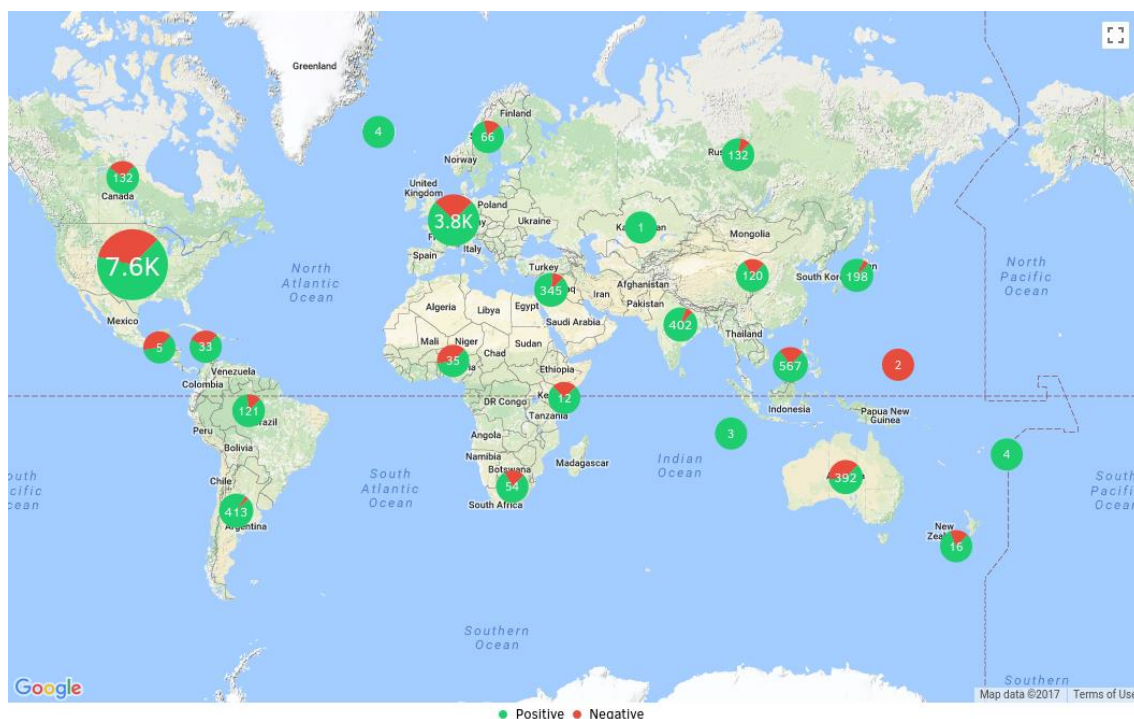 Greenland
4
Finland
66
Norway
132
Canada
132
United
Kingdom
Poland
3.8K
Ukraine
Italy
Spain
1
Mongolia
7.6K
North
Atlantic
Ocean
North
Pacific
Ocean
Turkey
345
Afghanistan
Iran
Pakistan
120
South Kor
198
Algeria
Libya
Egypt
Saudi Arabia
Mexico
402
Thailand
5
33
Mali
Niger
Chad
Sudan
35
Ethiopia
567
2
Venezuela
Colombia
DR Congo
12
Tanzania
Indonesia
Papua New
Guinea
121
Peru
Bolivia
Angola
3
Indian
Ocean
Namibia
Botswana
Madagascar
4
Chile
South
Atlantic
Ocean
54
South Africa
392
413
Argentina
New
16
Southern
Ocean
Southern
Google
Map data ©2017
Terms of Use
Positive
Negative